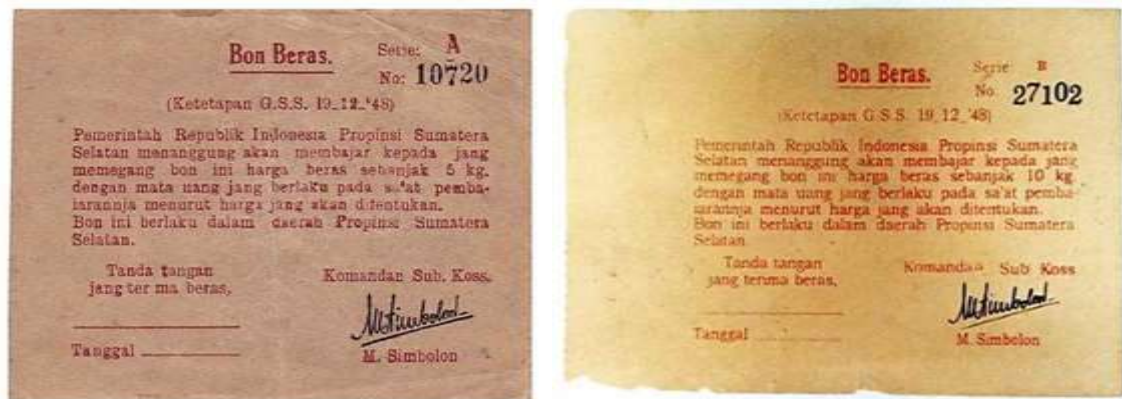 Bon Beras.
Serie: A
No: 10720
(Ketetapan G.S.S. 19_12_'48)
Pemerintah Republik Indonesia Propinsi Sumatera
Selatan menanggung akan membajar kepada jang
memegang bon ini harga beras sebanjak 5 kg.
dengan mata uang jang berlaku pada sa'at pemba-
iarannja menurut harga jang akan ditentukan.
Bon ini berlaku dalam daerah Propinsi Sumatera
Selatan.
Tanda tangan
jang ter ma beras,
Tanggal
Komandan Sub. Koss.
M. Simbolon
Bon Beras.
Serie B
No. 27102
(Ketetapan G.S.S. 19_12_'48)
Pemerintah Republik Indonesia Propinsi Sumatera
Selatan menanggung akan membajar kepada jang
memegang bon ini harga beras sebanjak 10 kg.
dengan mata uang jang berlaku pada sa'at pemba-
iarannja menurut harga jang akan ditentukan.
Bon ini berlaku dalam daerah Propinsi Sumatera
Selatan
Tanda tangan
jang terima beras,
Tanggal
Komandan Sub Koss
M. Simbolon